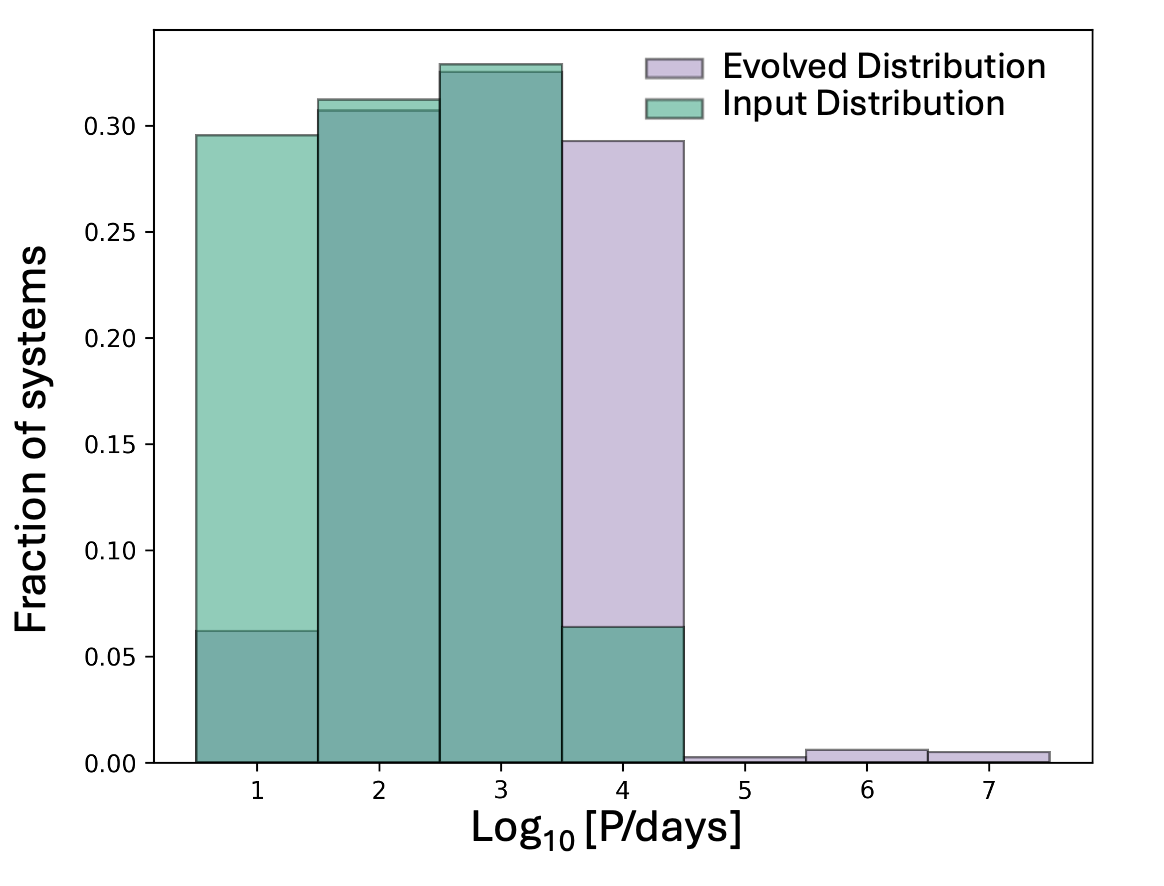 Evolved Distribution
Input Distribution
Fraction of systems
0.30
0.25
0.20
0.15
0.10
0.05
0.00
1 2 3 4 5 6 7
Log₁₀ [P/days]